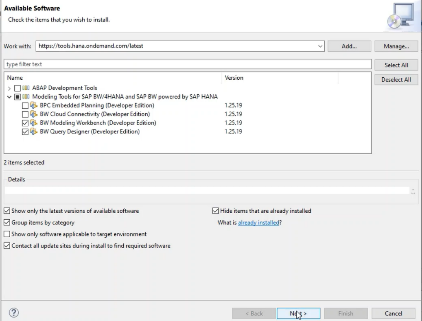 Available Software
Check the items that you wish to install.
Work with: https://tools.hana.ondemand.com/latest Add... Manage...
type filter text Select All
Name Version Deselect All
ABAP Development Tools
Modeling Tools for SAP BW/4HANA and SAP BW powered by SAP HANA
BPC Embedded Planning (Developer Edition) 1.25.19
BW Cloud Connectivity (Developer Edition) 1.25.19
BW Modeling Workbench (Developer Edition) 1.25.19
BW Query Designer (Developer Edition) 1.25.19
2 items selected
Details
Show only the latest versions of available software Hide items that are already installed
Group items by category What is already installed?
Show only software applicable to target environment
Contact all update sites during install to find required software
? < Back Next > Finish Cancel